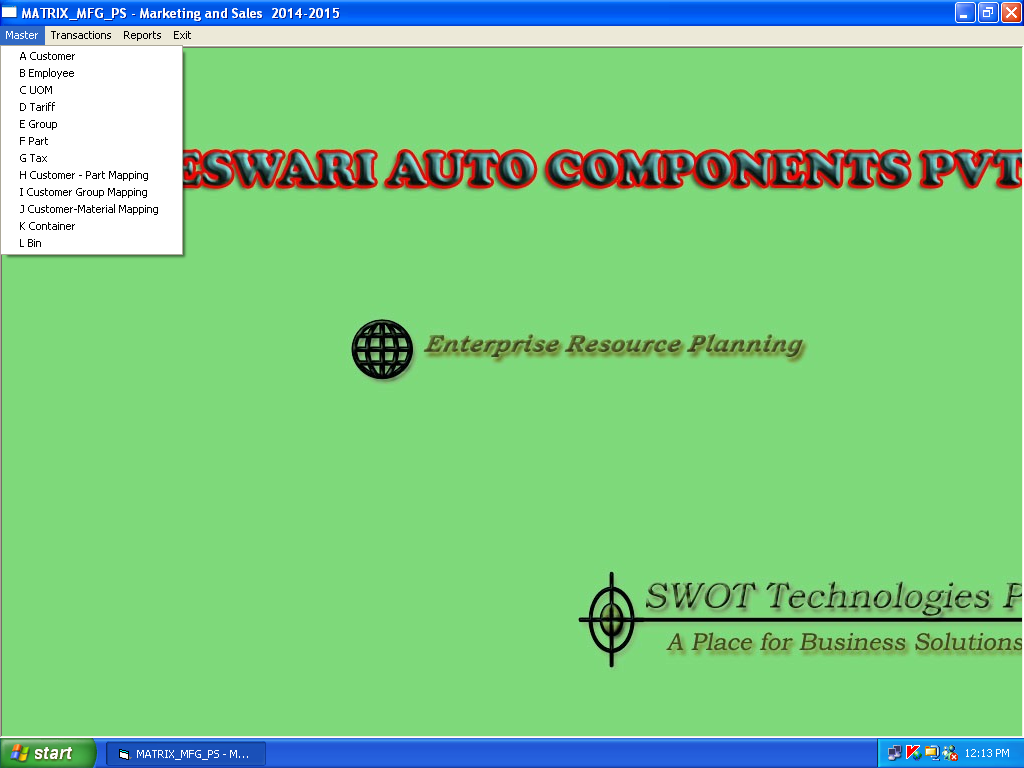 MATRIX_MFG_PS - Marketing and Sales 2014-2015
Master Transactions Reports Exit
A Customer
B Employee
C UOM
D Tariff
E Group
F Part
G Tax
H Customer - Part Mapping
I Customer Group Mapping
J Customer-Material Mapping
K Container
L Bin
ESWARI AUTO COMPONENTS PVT
Enterprise Resource Planning
SWOT Technologies P
A Place for Business Solutions
start MATRIX_MFG_PS - M... 12:13 PM